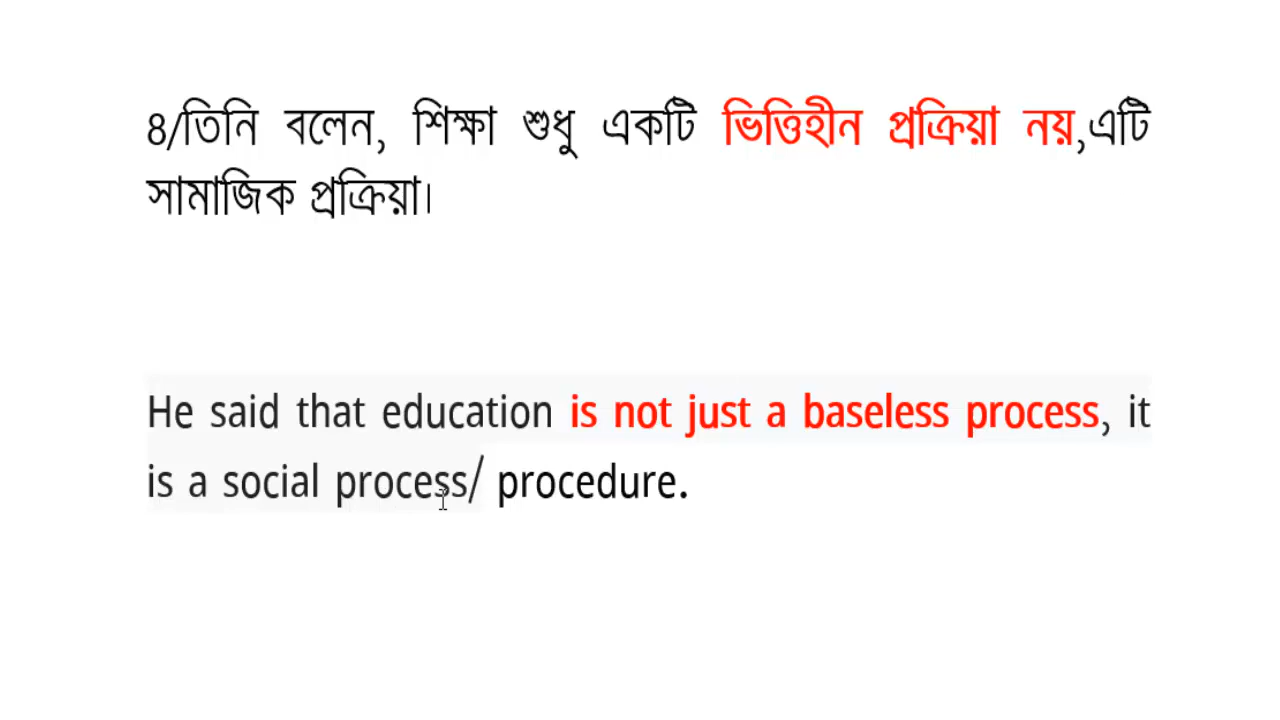 8/তিনি বলেন, শিক্ষা শুধু একটি ভিত্তিহীন প্রক্রিয়া নয়,এটি
সামাজিক প্রক্রিয়া।
He said that education is not just a baseless process, it
is a social process/ procedure.